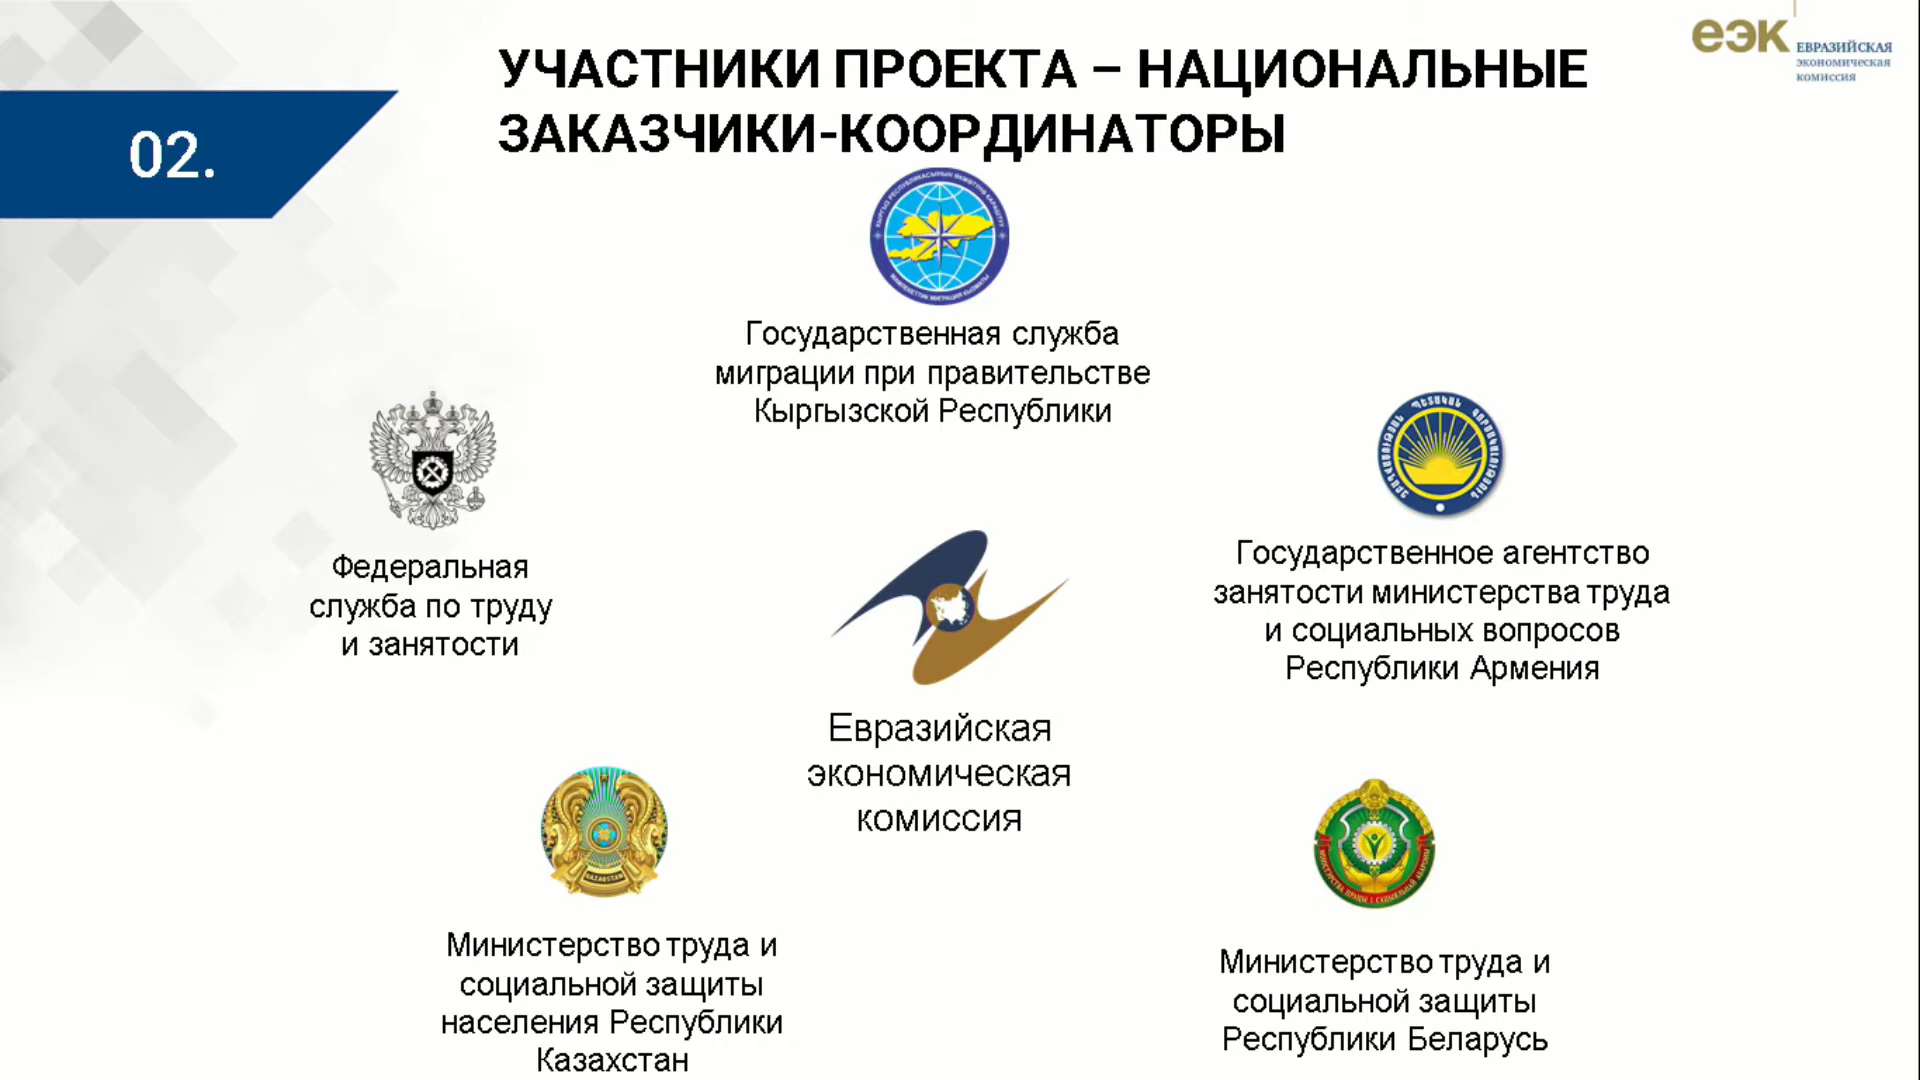 УЧАСТНИКИ ПРОЕКТА – НАЦИОНАЛЬНЫЕ
ЗАКАЗЧИКИ-КООРДИНАТОРЫ
ЕЭК
ЕВРАЗИЙСКАЯ
экономическая
комиссия
02.
Государственная служба
миграции при правительстве
Кыргызской Республики
Федеральная
служба по труду
и занятости
Государственное агентство
занятости министерства труда
и социальных вопросов
Республики Армения
Евразийская
экономическая
комиссия
QAZAQSTAN
Министерство труда и
социальной защиты
населения Республики
Казахстан
Министерство труда и
социальной защиты
Республики Беларусь